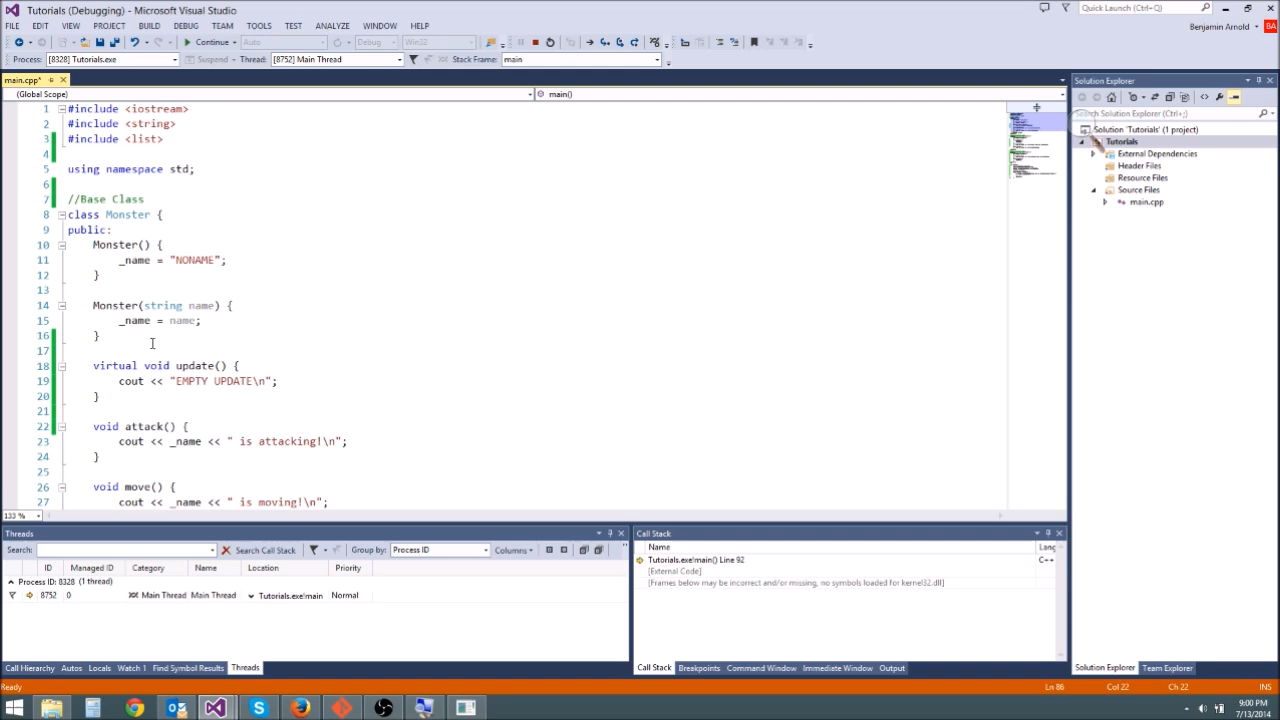 Tutorials (Debugging) - Microsoft Visual Studio
Quick Launch (Ctrl+Q)
FILE EDIT VIEW PROJECT BUILD DEBUG TEAM TOOLS TEST ANALYZE WINDOW HELP
Benjamin Arnold BA
Continue Auto Debug Win32
Process: [8328] Tutorials.exe Suspend Thread: [8752] Main Thread Stack Frame: main
main.cpp*
(Global Scope) main()
1 #include <iostream>
2 #include <string>
3 #include <list>
4
5 using namespace std;
6
7 //Base Class
8 class Monster {
9 public:
10 Monster() {
11 _name = "NONAME";
12 }
13
14 Monster(string name) {
15 _name = name;
16 }
17
18 virtual void update() {
19 cout << "EMPTY UPDATE\n";
20 }
21
22 void attack() {
23 cout << _name << " is attacking!\n";
24 }
25
26 void move() {
27 cout << _name << " is moving!\n";
133 %
Solution Explorer
Search Solution Explorer (Ctrl+;)
Solution 'Tutorials' (1 project)
Tutorials
External Dependencies
Header Files
Resource Files
Source Files
main.cpp
Threads
Search: Search Call Stack Group by: Process ID Columns
ID Managed ID Category Name Location Priority
Process ID: 8328 (1 thread)
8752 0 Main Thread Main Thread Tutorials.exe!main Normal
Call Hierarchy Autos Locals Watch 1 Find Symbol Results Threads
Call Stack
Name Lang
Tutorials.exe!main() Line 92 C++
[External Code]
[Frames below may be incorrect and/or missing, no symbols loaded for kernel32.dll]
Call Stack Breakpoints Command Window Immediate Window Output
Solution Explorer Team Explorer
Ready Ln 86 Col 22 Ch 22 INS
9:00 PM
7/13/2014